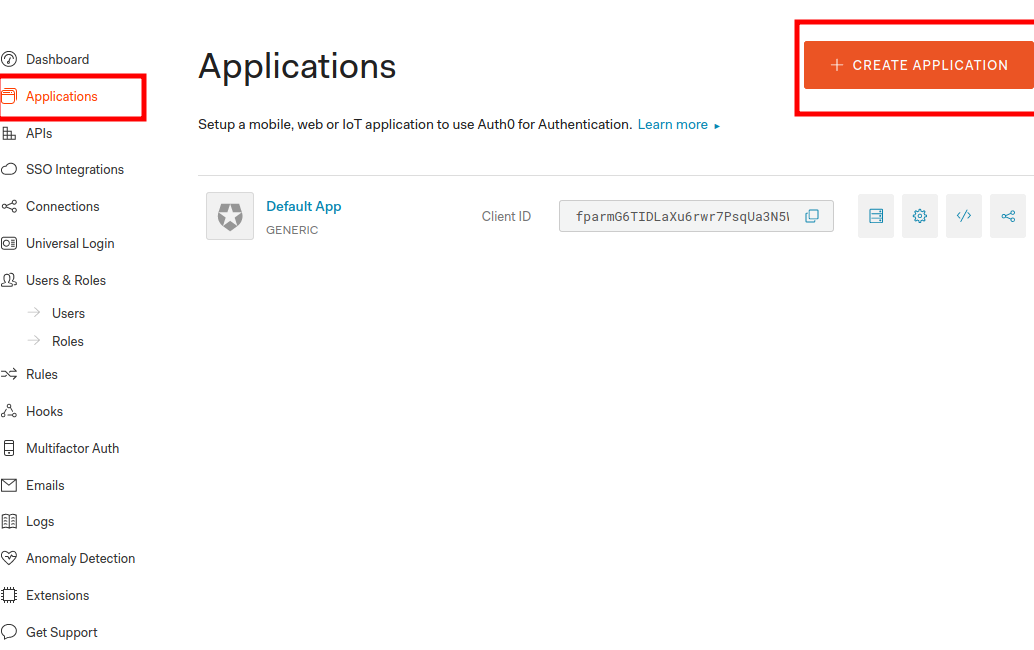 Dashboard
Applications
APIs
SSO Integrations
Connections
Universal Login
Users & Roles
Users
Roles
Rules
Hooks
Multifactor Auth
Emails
Logs
Anomaly Detection
Extensions
Get Support
Applications
+ CREATE APPLICATION
Setup a mobile, web or IoT application to use Auth0 for Authentication. Learn more ▸
Default App
GENERIC
Client ID
fparmG6TIDLaXu6rwr7PsqUa3N5